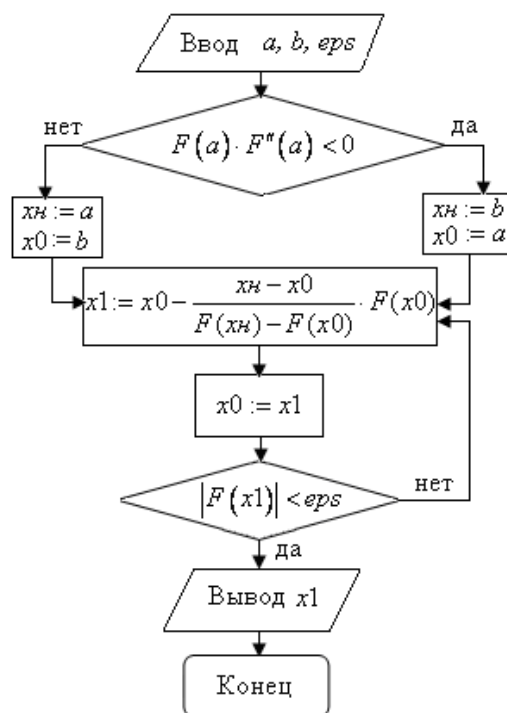 Ввод a, b, eps
нет
да
F(a) · F″(a) < 0
xн := a
x0 := b
xн := b
x0 := a
x1 := x0 − (xн − x0) / (F(xн) − F(x0)) · F(x0)
x0 := x1
|F(x1)| < eps
нет
да
Вывод x1
Конец